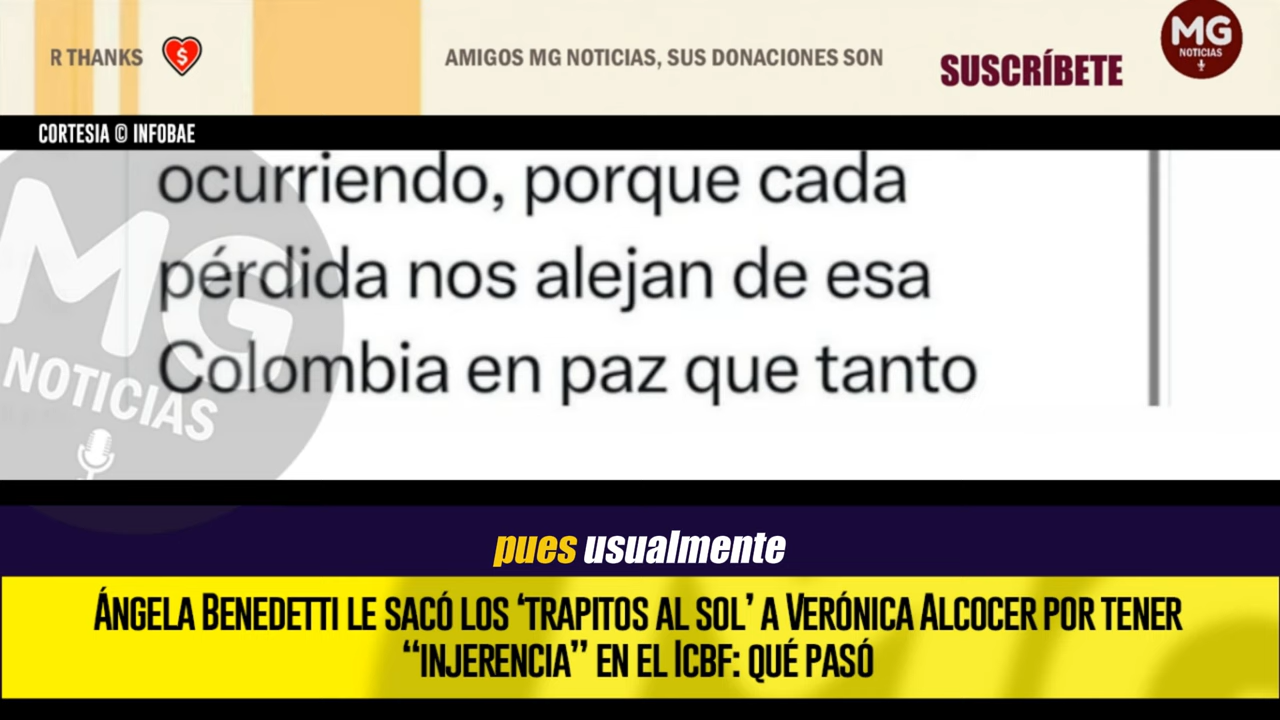 R THANKS
AMIGOS MG NOTICIAS, SUS DONACIONES SON
SUSCRÍBETE
MG
NOTICIAS
CORTESIA © INFOBAE
ocurriendo, porque cada
pérdida nos alejan de esa
Colombia en paz que tanto
MG
NOTICIAS
pues usualmente
ÁNGELA BENEDETTI LE SACÓ LOS ‘TRAPITOS AL SOL’ A VERÓNICA ALCOCER POR TENER
“INJERENCIA” EN EL ICBF: QUÉ PASÓ